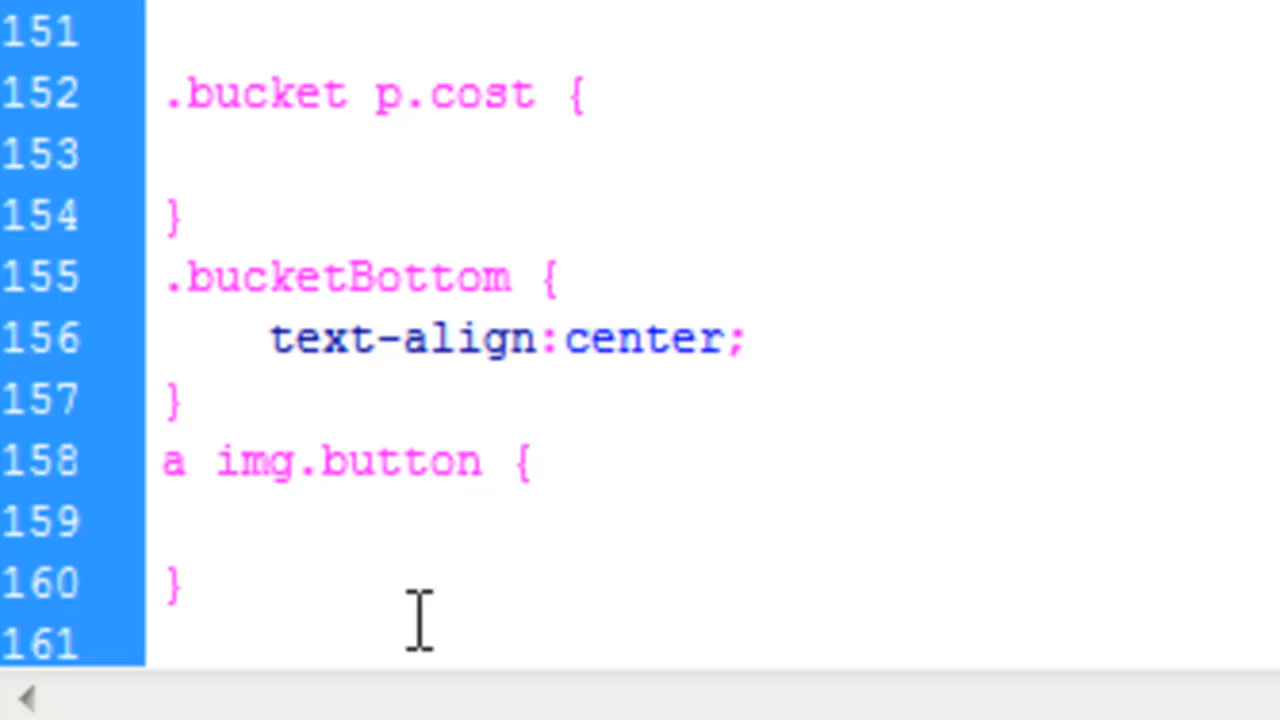 151
152 .bucket p.cost {
153
154 }
155 .bucketBottom {
156     text-align:center;
157 }
158 a img.button {
159
160 }
161